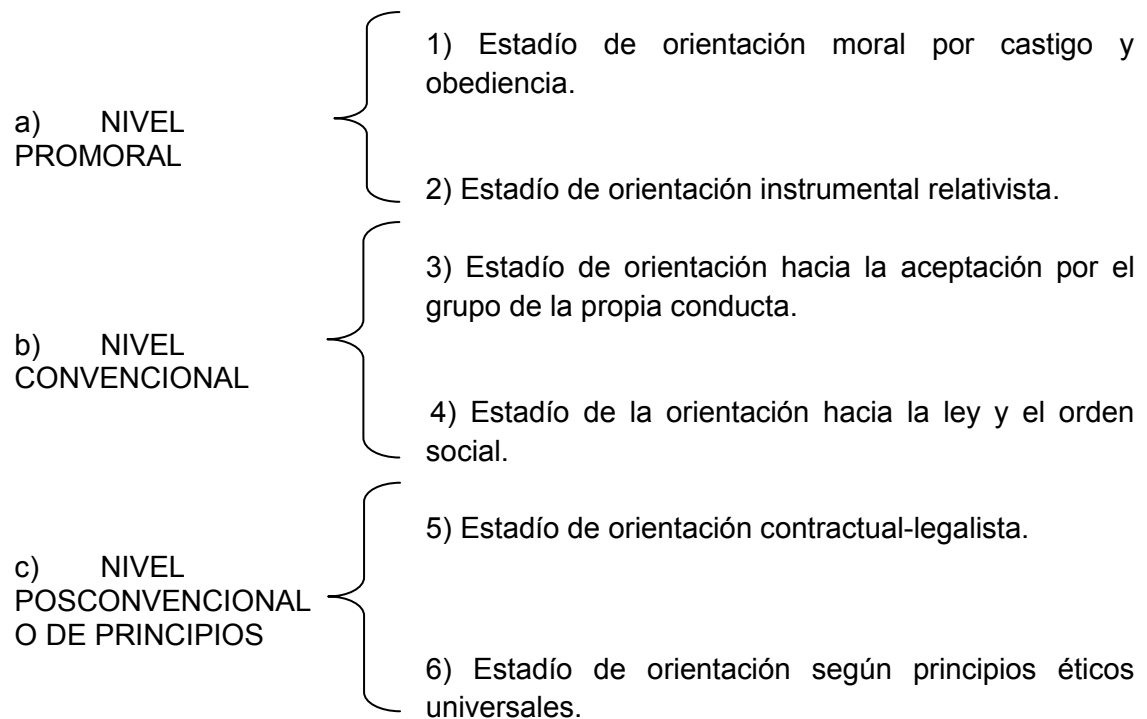 a) NIVEL
PROMORAL
1) Estadío de orientación moral por castigo y
obediencia.
2) Estadío de orientación instrumental relativista.
b) NIVEL
CONVENCIONAL
3) Estadío de orientación hacia la aceptación por el
grupo de la propia conducta.
4) Estadío de la orientación hacia la ley y el orden
social.
c) NIVEL
POSCONVENCIONAL
O DE PRINCIPIOS
5) Estadío de orientación contractual-legalista.
6) Estadío de orientación según principios éticos
universales.